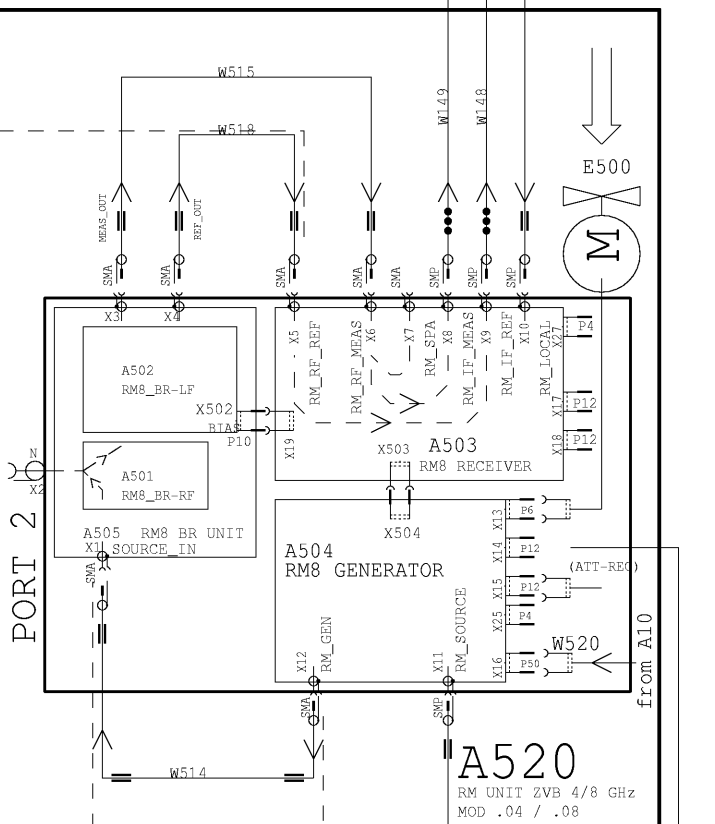 W515
W518
W149
W148
E500
M
MEAS_OUT
REF_OUT
SMA
SMA
SMA
SMA
SMA
SMP
SMP
SMP
X3
X4
X5
X6
X7
X8
X9
X10
RM_RF_REF
RM_RF_MEAS
RM_SPA
RM_IF_MEAS
RM_IF_REF
RM_LOCAL
X27
P4
A502
RM8_BR-LF
X502
BIAS
P10
X19
X17
P12
X18
P12
X503
A503
RM8 RECEIVER
N
X2
PORT 2
A501
RM8_BR-RF
A505 RM8 BR UNIT
X1
SOURCE_IN
SMA
X504
A504
RM8 GENERATOR
X13
P6
X14
P12
(ATT-REC)
X15
P12
X25
P4
X16
P50
W520
from A10
X12
RM_GEN
X11
RM_SOURCE
SMA
SMP
W514
A520
RM UNIT ZVB 4/8 GHz
MOD .04 / .08